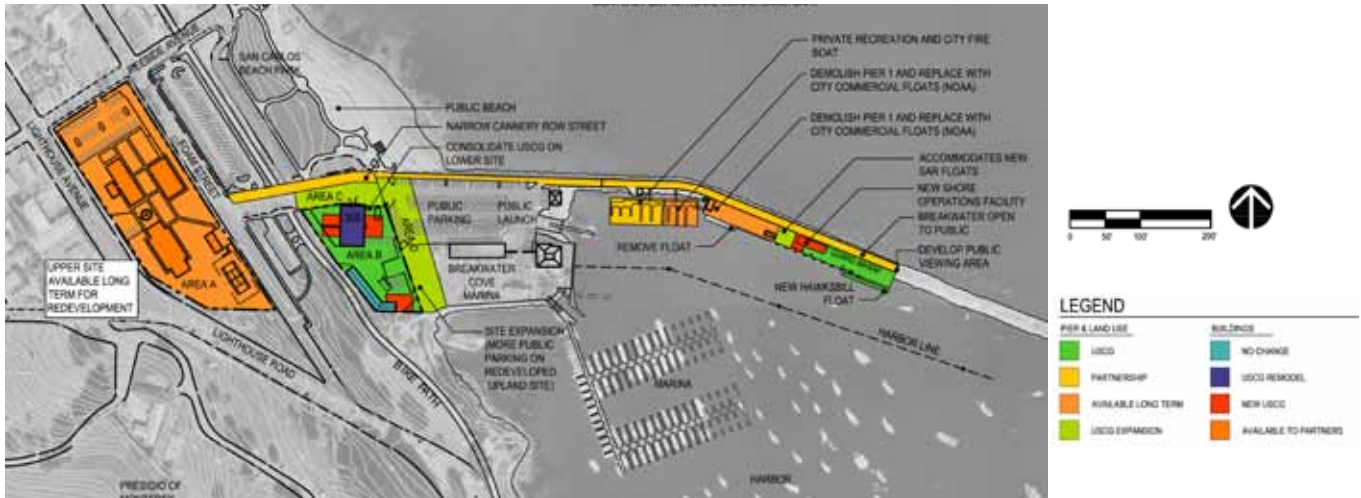 SAN CARLOS
BEACH PARK
FOAM STREET
LIGHTHOUSE AVENUE
AREA A
UPPER SITE
AVAILABLE LONG
TERM FOR
REDEVELOPMENT
LIGHTHOUSE ROAD
BIKE PATH
PRESIDIO OF
MONTEREY
PUBLIC BEACH
NARROW CANNERY ROW STREET
CONSOLIDATE USCG ON
LOWER SITE
AREA C
AREA B
AREA D
PUBLIC
PARKING
PUBLIC
LAUNCH
BREAKWATER
COVE
MARINA
SITE EXPANSION
(MORE PUBLIC
PARKING ON
REDEVELOPED
UPLAND SITE)
PRIVATE RECREATION AND CITY FIRE
BOAT
DEMOLISH PIER 1 AND REPLACE WITH
CITY COMMERCIAL FLOATS (NOAA)
DEMOLISH PIER 1 AND REPLACE WITH
CITY COMMERCIAL FLOATS (NOAA)
ACCOMMODATES NEW
SAR FLOATS
NEW SHORE
OPERATIONS FACILITY
BREAKWATER OPEN
TO PUBLIC
DEVELOP PUBLIC
VIEWING AREA
REMOVE FLOAT
NEW HAWKSBILL
FLOAT
HARBOR LINE
MARINA
HARBOR
0 50' 100' 200'
LEGEND
PIER & LAND USE
USCG
PARTNERSHIP
AVAILABLE LONG TERM
USCG EXPANSION
BUILDINGS
NO CHANGE
USCG REMODEL
NEW USCG
AVAILABLE TO PARTNERS